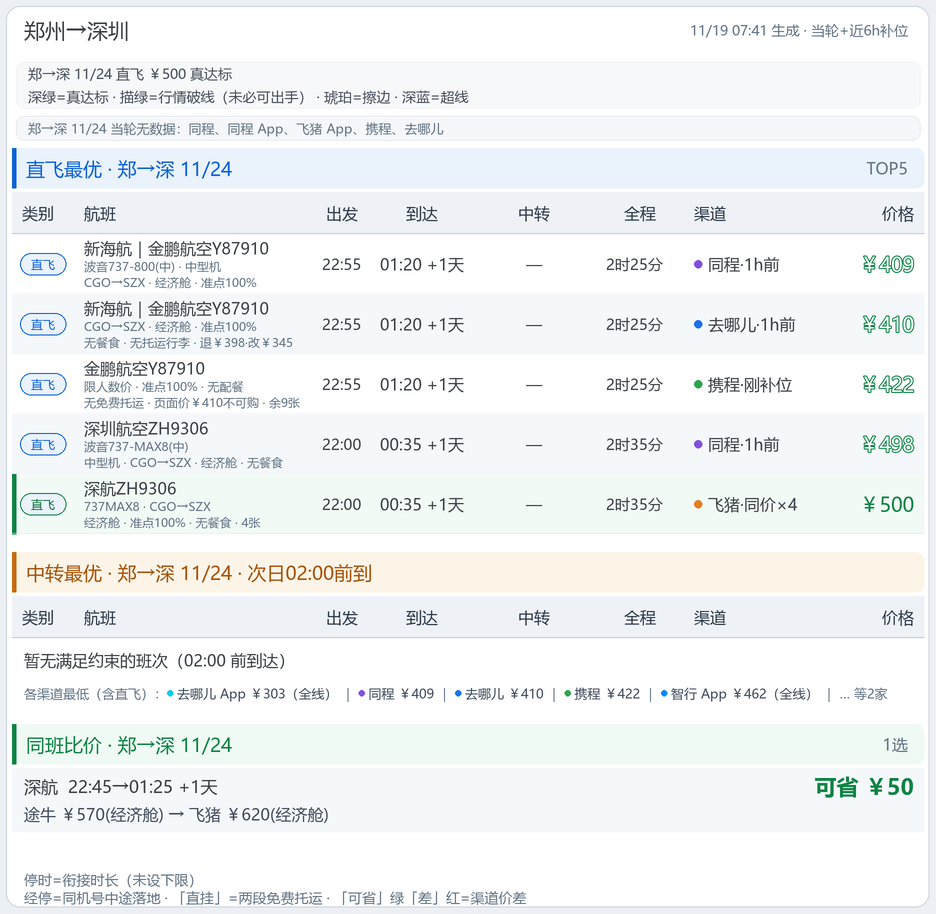 郑州→深圳
11/19 07:41 生成 · 当轮+近6h补位
郑→深 11/24 直飞 ￥500 真达标
深绿=真达标 · 描绿=行情破线（未必可出手） · 琥珀=擦边 · 深蓝=超线
郑→深 11/24 当轮无数据：同程、同程 App、飞猪 App、携程、去哪儿
直飞最优 · 郑→深 11/24 TOP5
类别 航班 出发 到达 中转 全程 渠道 价格
新海航｜金鹏航空Y87910
直飞 波音737-800(中) · 中型机 22:55 01:20 +1天 — 2时25分 同程·1h前 ￥409
CGO→SZX · 经济舱 · 准点100%
新海航｜金鹏航空Y87910
直飞 CGO→SZX · 经济舱 · 准点100% 22:55 01:20 +1天 — 2时25分 去哪儿·1h前 ￥410
无餐食 · 无托运行李 · 退￥398·改￥345
金鹏航空Y87910
直飞 限人数价 · 准点100% · 无配餐 22:55 01:20 +1天 — 2时25分 携程·刚补位 ￥422
无免费托运 · 页面价￥410不可购 · 余9张
深圳航空ZH9306
直飞 波音737-MAX8(中) 22:00 00:35 +1天 — 2时35分 同程·1h前 ￥498
中型机 · CGO→SZX · 经济舱 · 无餐食
深航ZH9306
直飞 737MAX8 · CGO→SZX 22:00 00:35 +1天 — 2时35分 飞猪·同价×4 ￥500
经济舱 · 准点100% · 无餐食 · 4张
中转最优 · 郑→深 11/24 · 次日02:00前到
类别 航班 出发 到达 中转 全程 渠道 价格
暂无满足约束的班次（02:00 前到达）
各渠道最低（含直飞）: 去哪儿 App ￥303（全线） | 同程 ￥409 | 去哪儿 ￥410 | 携程 ￥422 | 智行 App ￥462（全线） | … 等2家
同班比价 · 郑→深 11/24 1选
深航 22:45→01:25 +1天 可省 ￥50
途牛 ￥570(经济舱) → 飞猪 ￥620(经济舱)
停时=衔接时长（未设下限）
经停=同机号中途落地 · 「直挂」=两段免费托运 · 「可省」绿「差」红=渠道价差